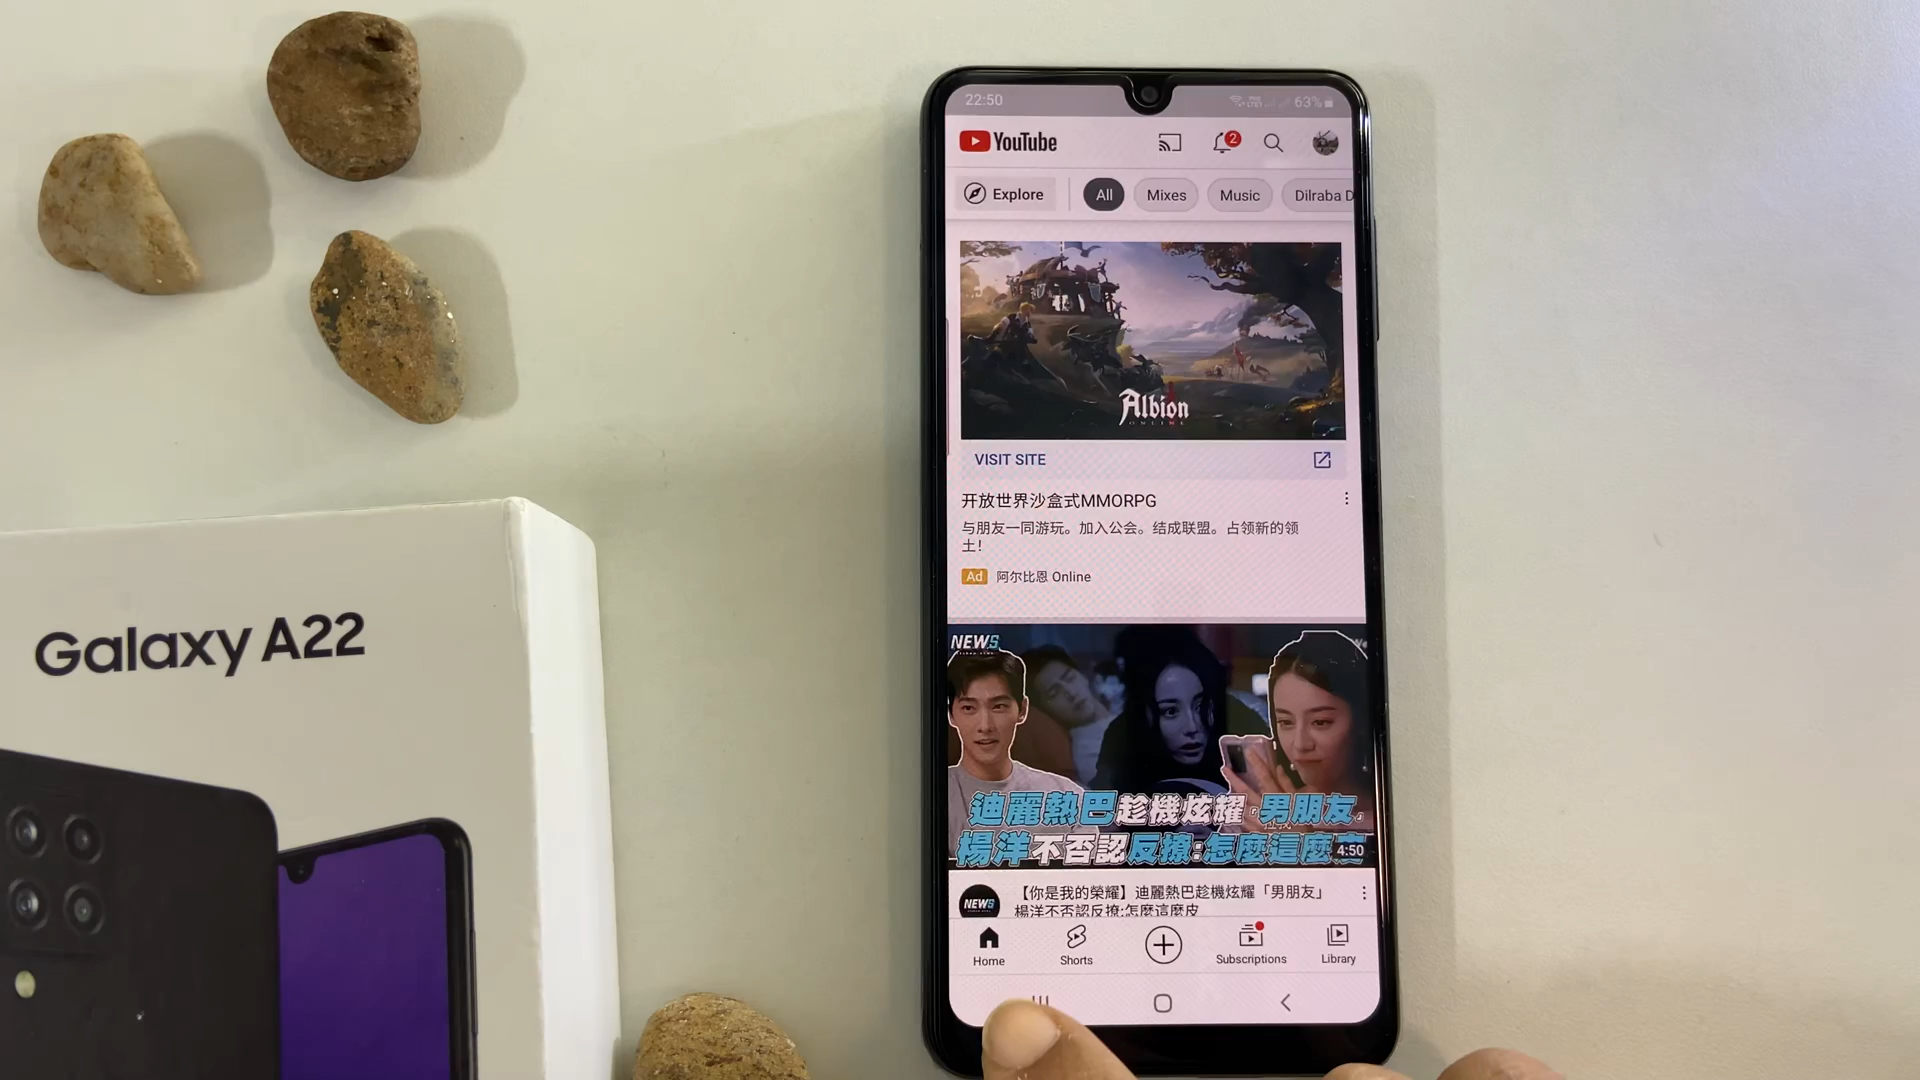 22:50
63%
YouTube
2
Explore
All
Mixes
Music
Dilraba D
Albion
ONLINE
VISIT SITE
开放世界沙盒式MMORPG
与朋友一同游玩。加入公会。结成联盟。占领新的领
土!
Ad 阿尔比恩 Online
NEWS
迪麗熱巴趁機炫耀「男朋友」
楊洋不否認反撩:怎麼這麼
4:50
NEWS
【你是我的榮耀】迪麗熱巴趁機炫耀「男朋友」
楊洋不否認反撩:怎麼這麼皮
Home
Shorts
Subscriptions
Library
Galaxy A22